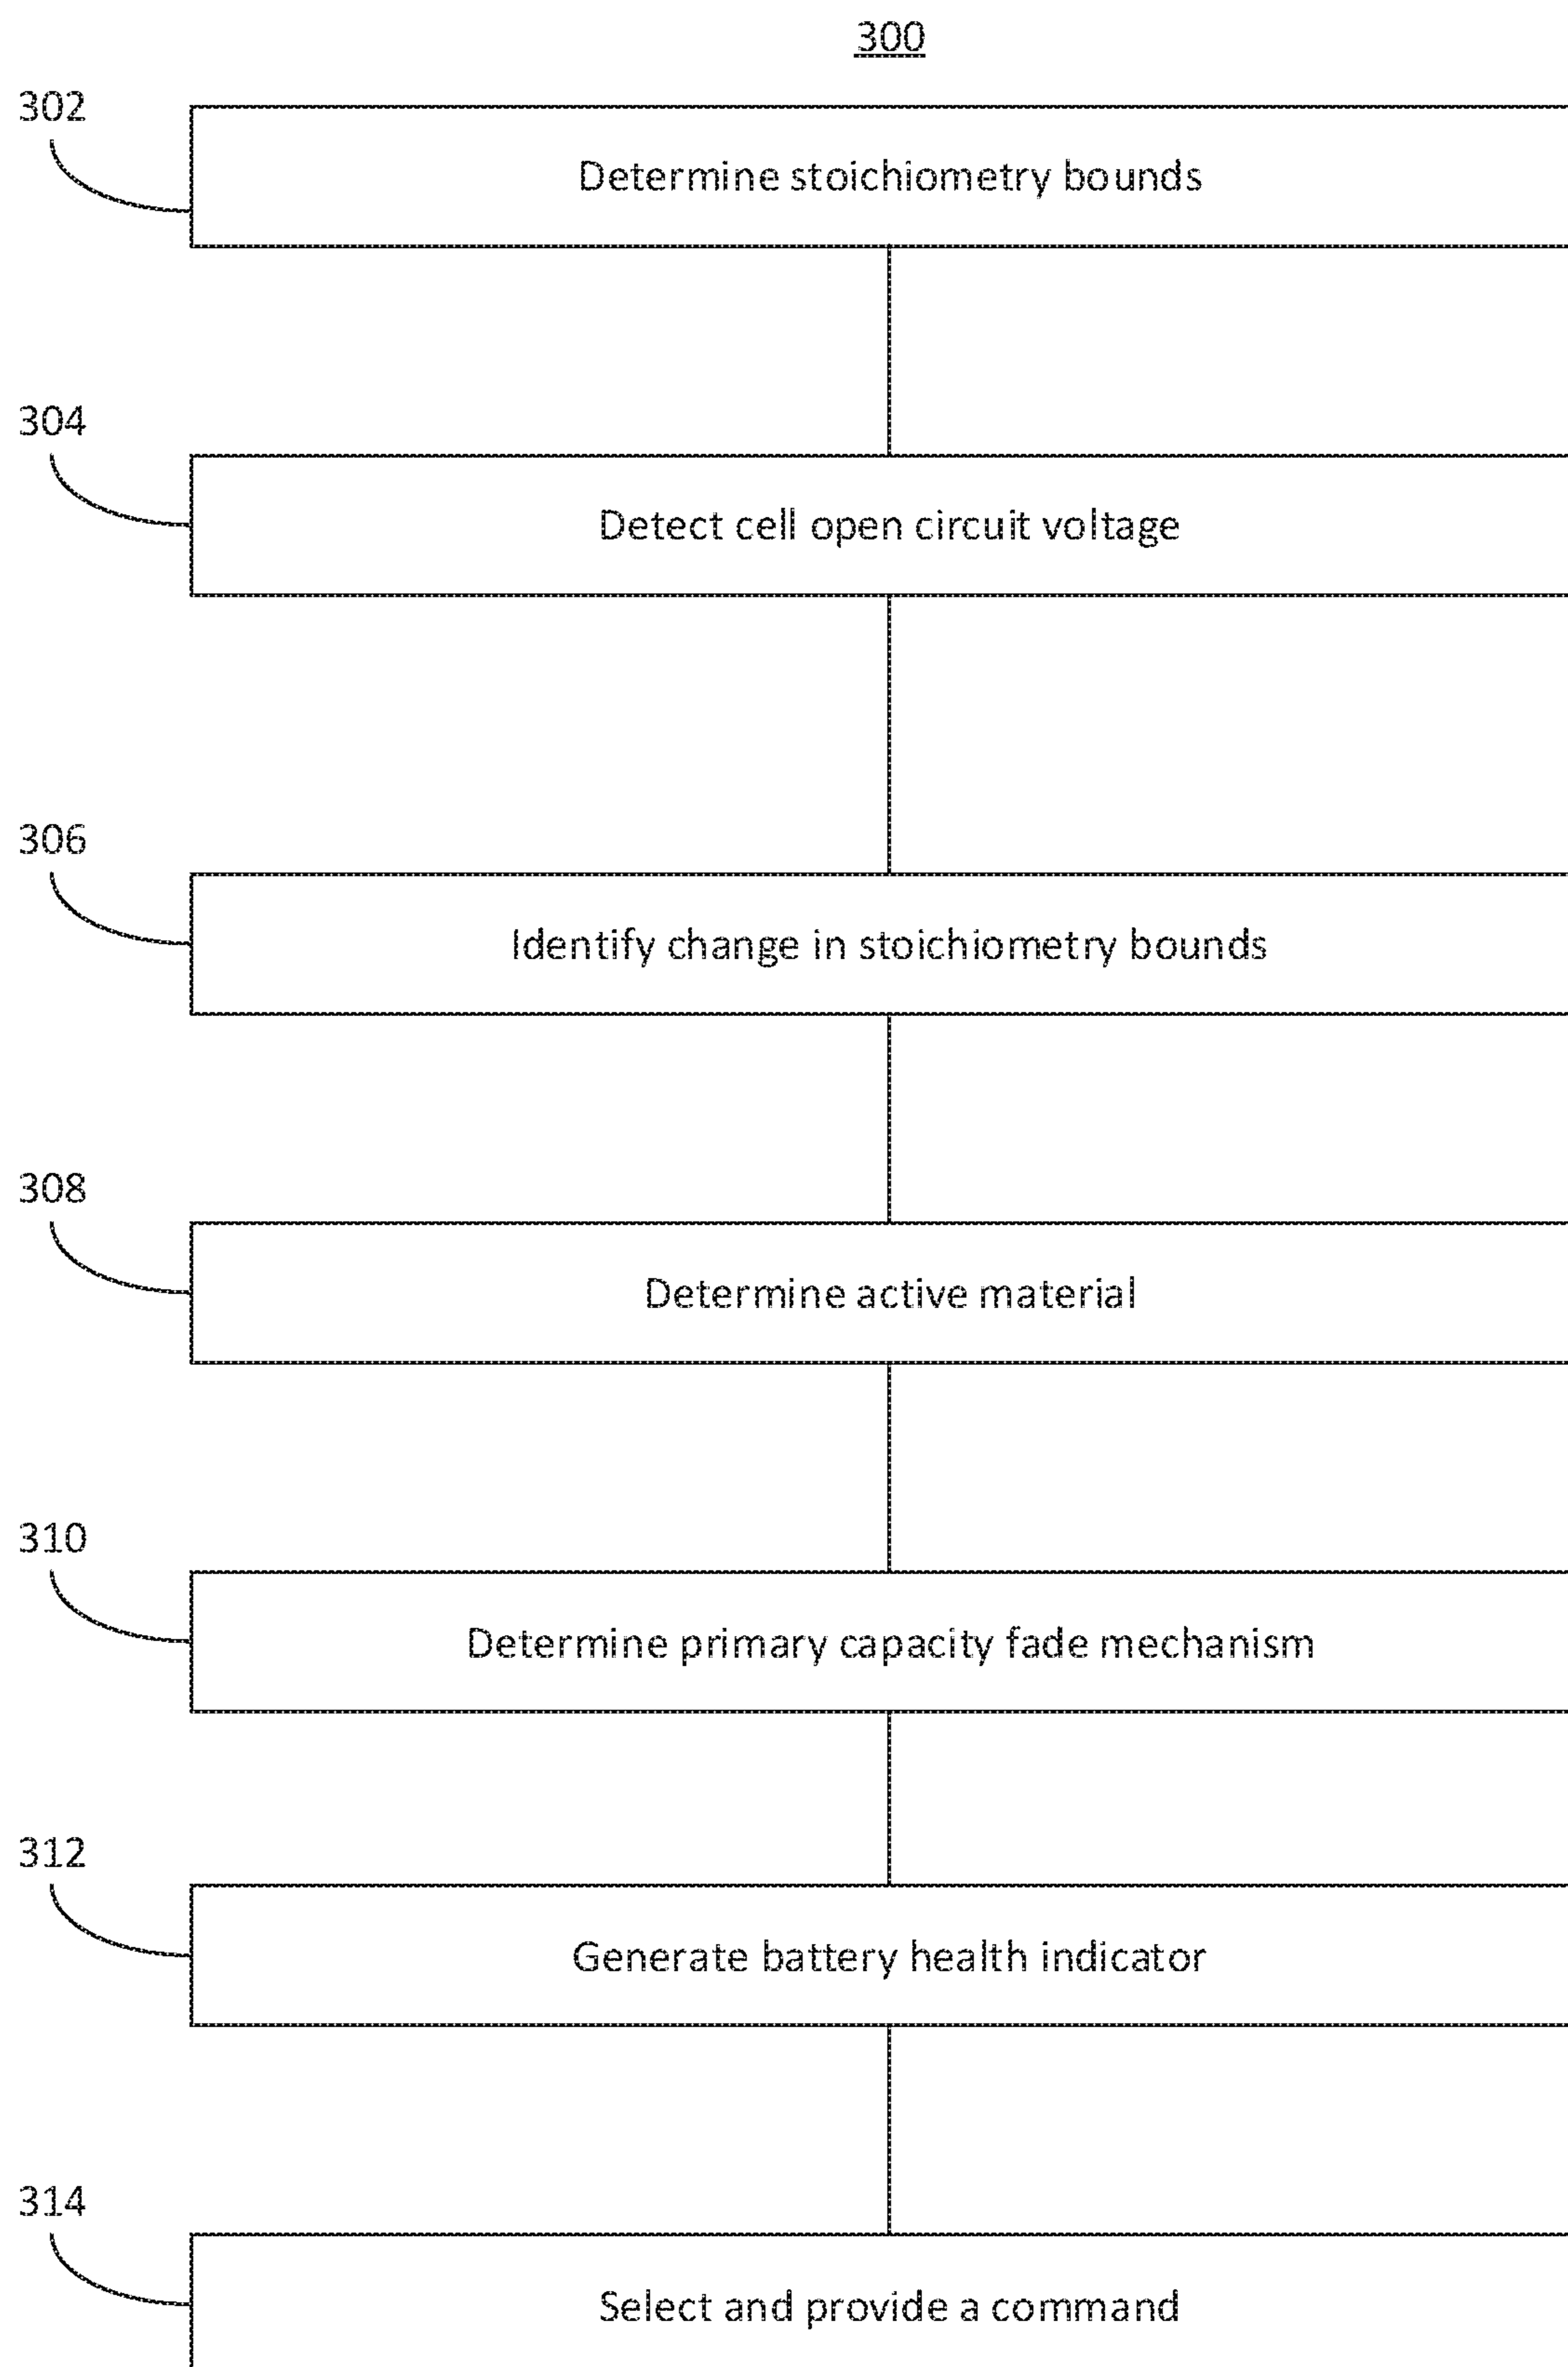 300
302
Determine stoichiometry bounds
304
Detect cell open circuit voltage
306
Identify change in stoichiometry bounds
308
Determine active material
310
Determine primary capacity fade mechanism
312
Generate battery health indicator
314
Select and provide a command